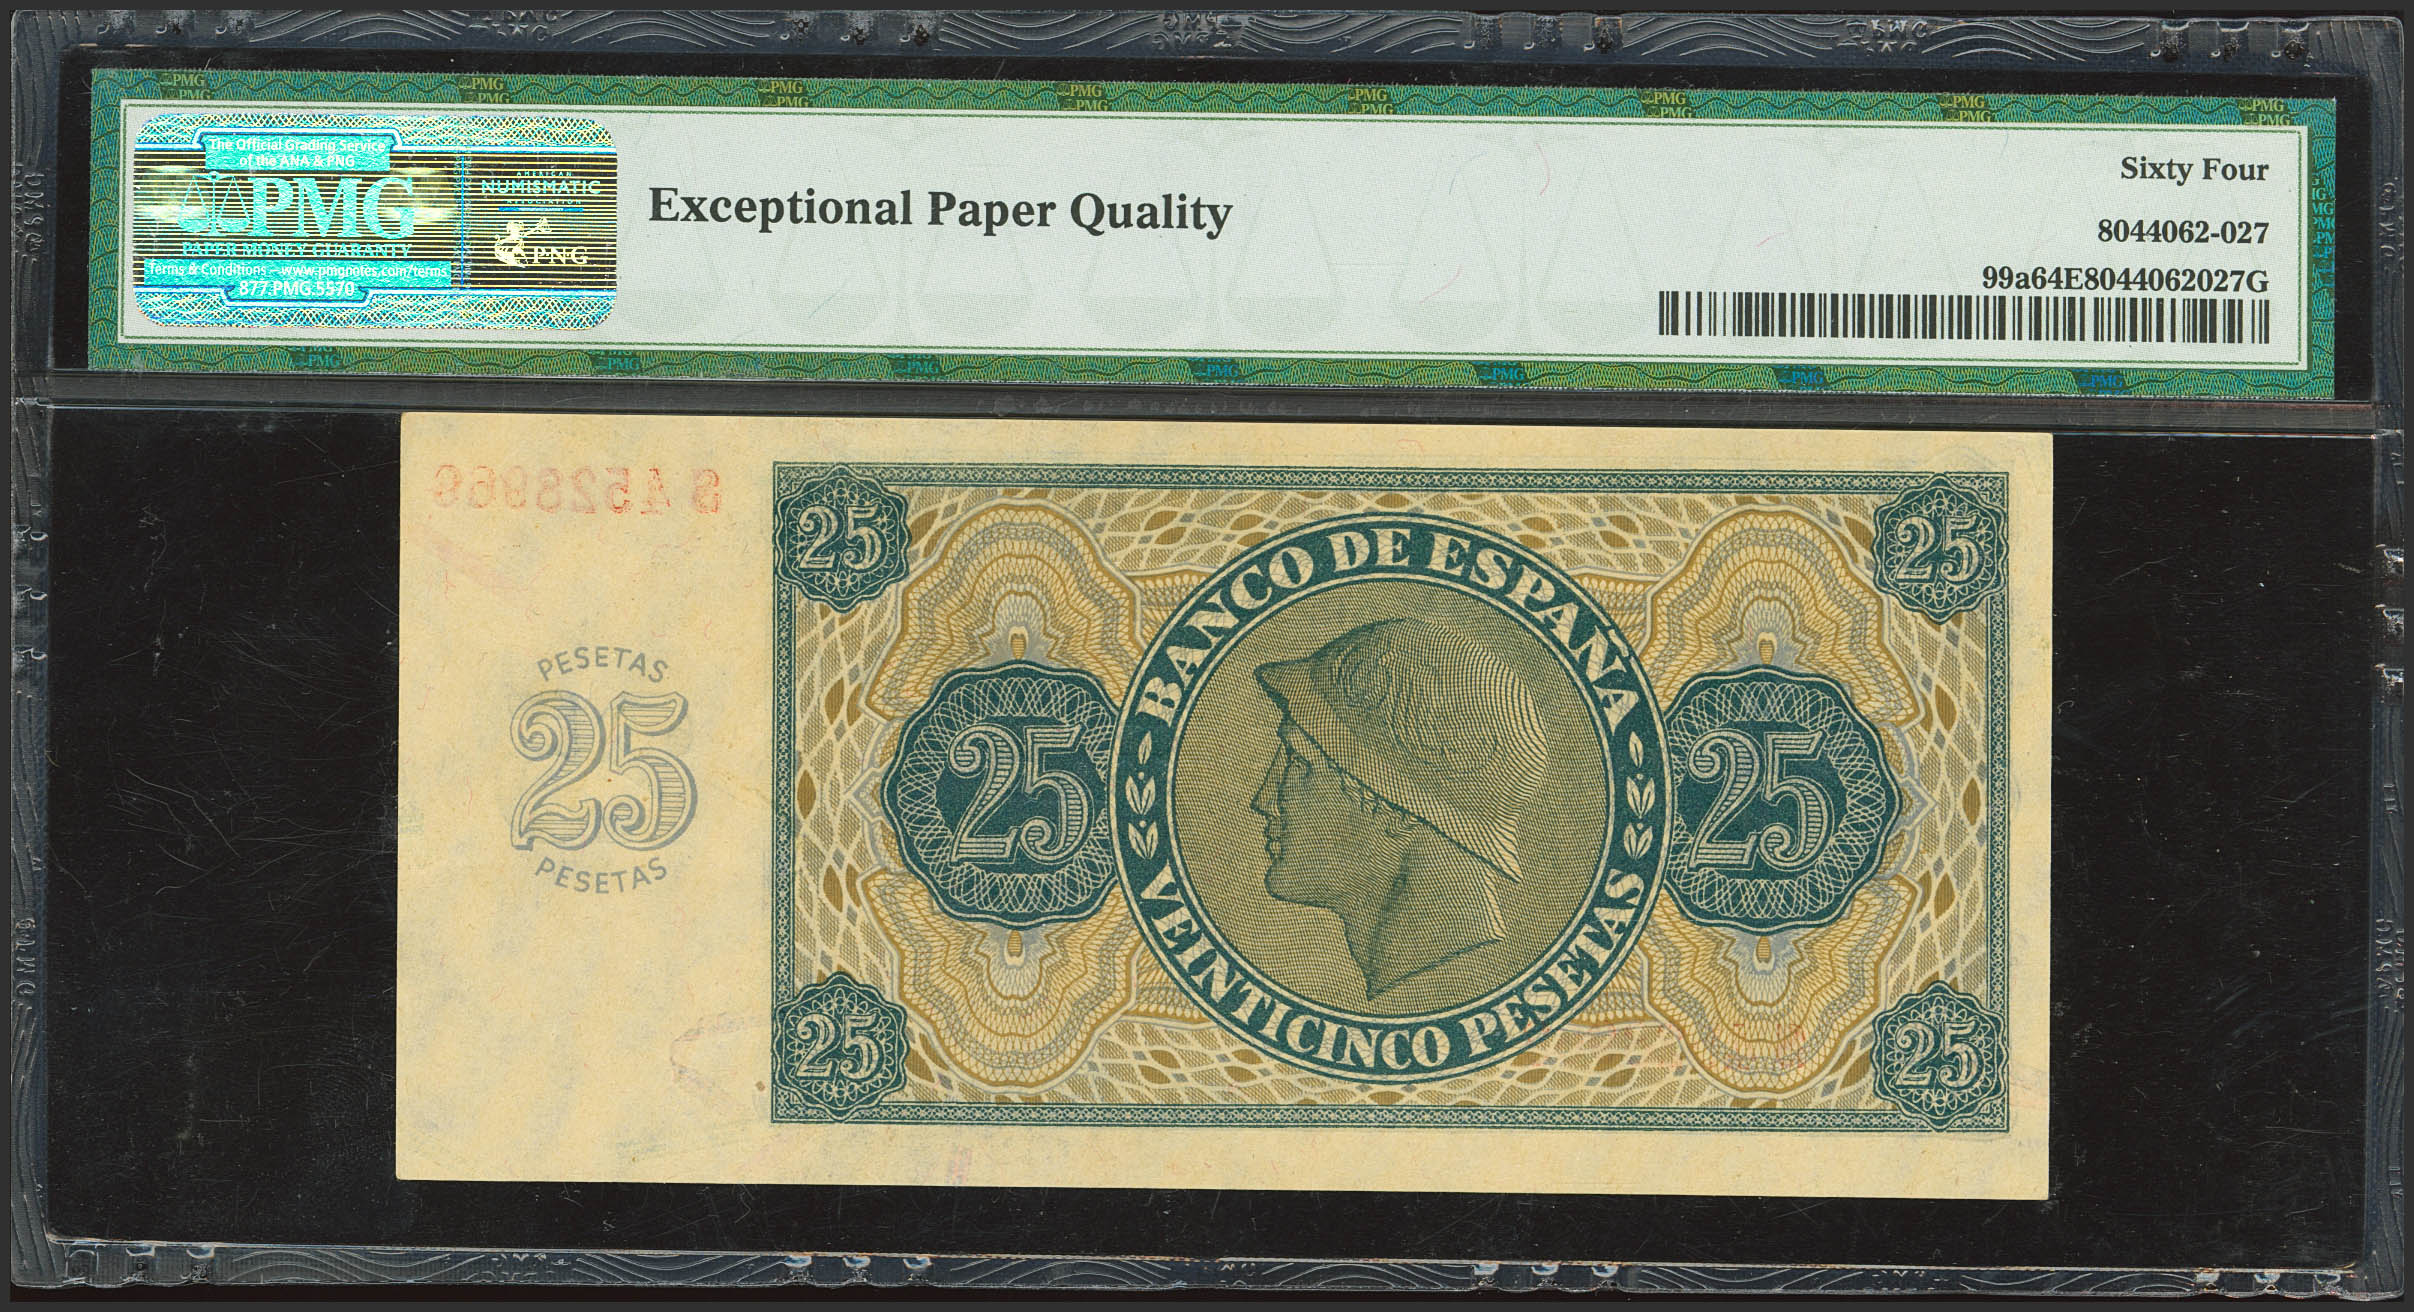 The Official Grading Service
of the ANA & PNG
PMG
PAPER MONEY GUARANTY
Terms & Conditions - www.pmgnotes.com/terms
877.PMG.5570
AMERICAN
NUMISMATIC
ASSOCIATION
PNG
Exceptional Paper Quality
Sixty Four
8044062-027
99a64E8044062027G
25
25
BANCO DE ESPAÑA
PESETAS
25
PESETAS
25
25
VEINTICINCO PESETAS
25
25